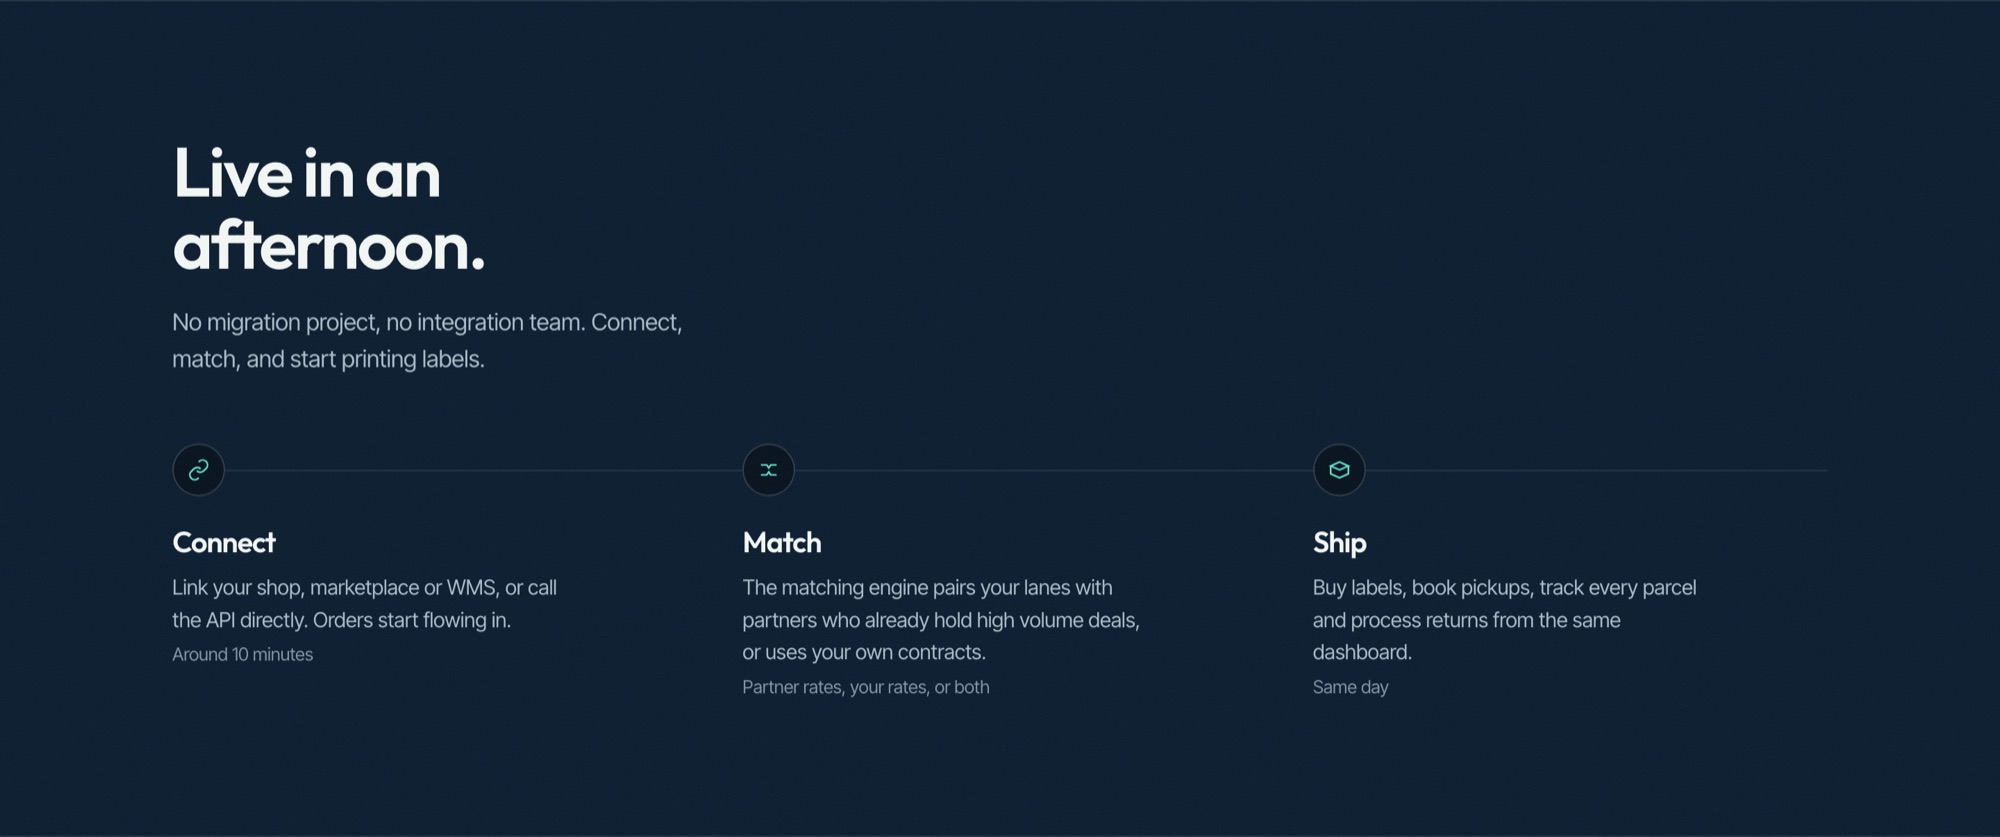 Live in an
afternoon.
No migration project, no integration team. Connect,
match, and start printing labels.
Connect
Link your shop, marketplace or WMS, or call
the API directly. Orders start flowing in.
Around 10 minutes
Match
The matching engine pairs your lanes with
partners who already hold high volume deals,
or uses your own contracts.
Partner rates, your rates, or both
Ship
Buy labels, book pickups, track every parcel
and process returns from the same
dashboard.
Same day